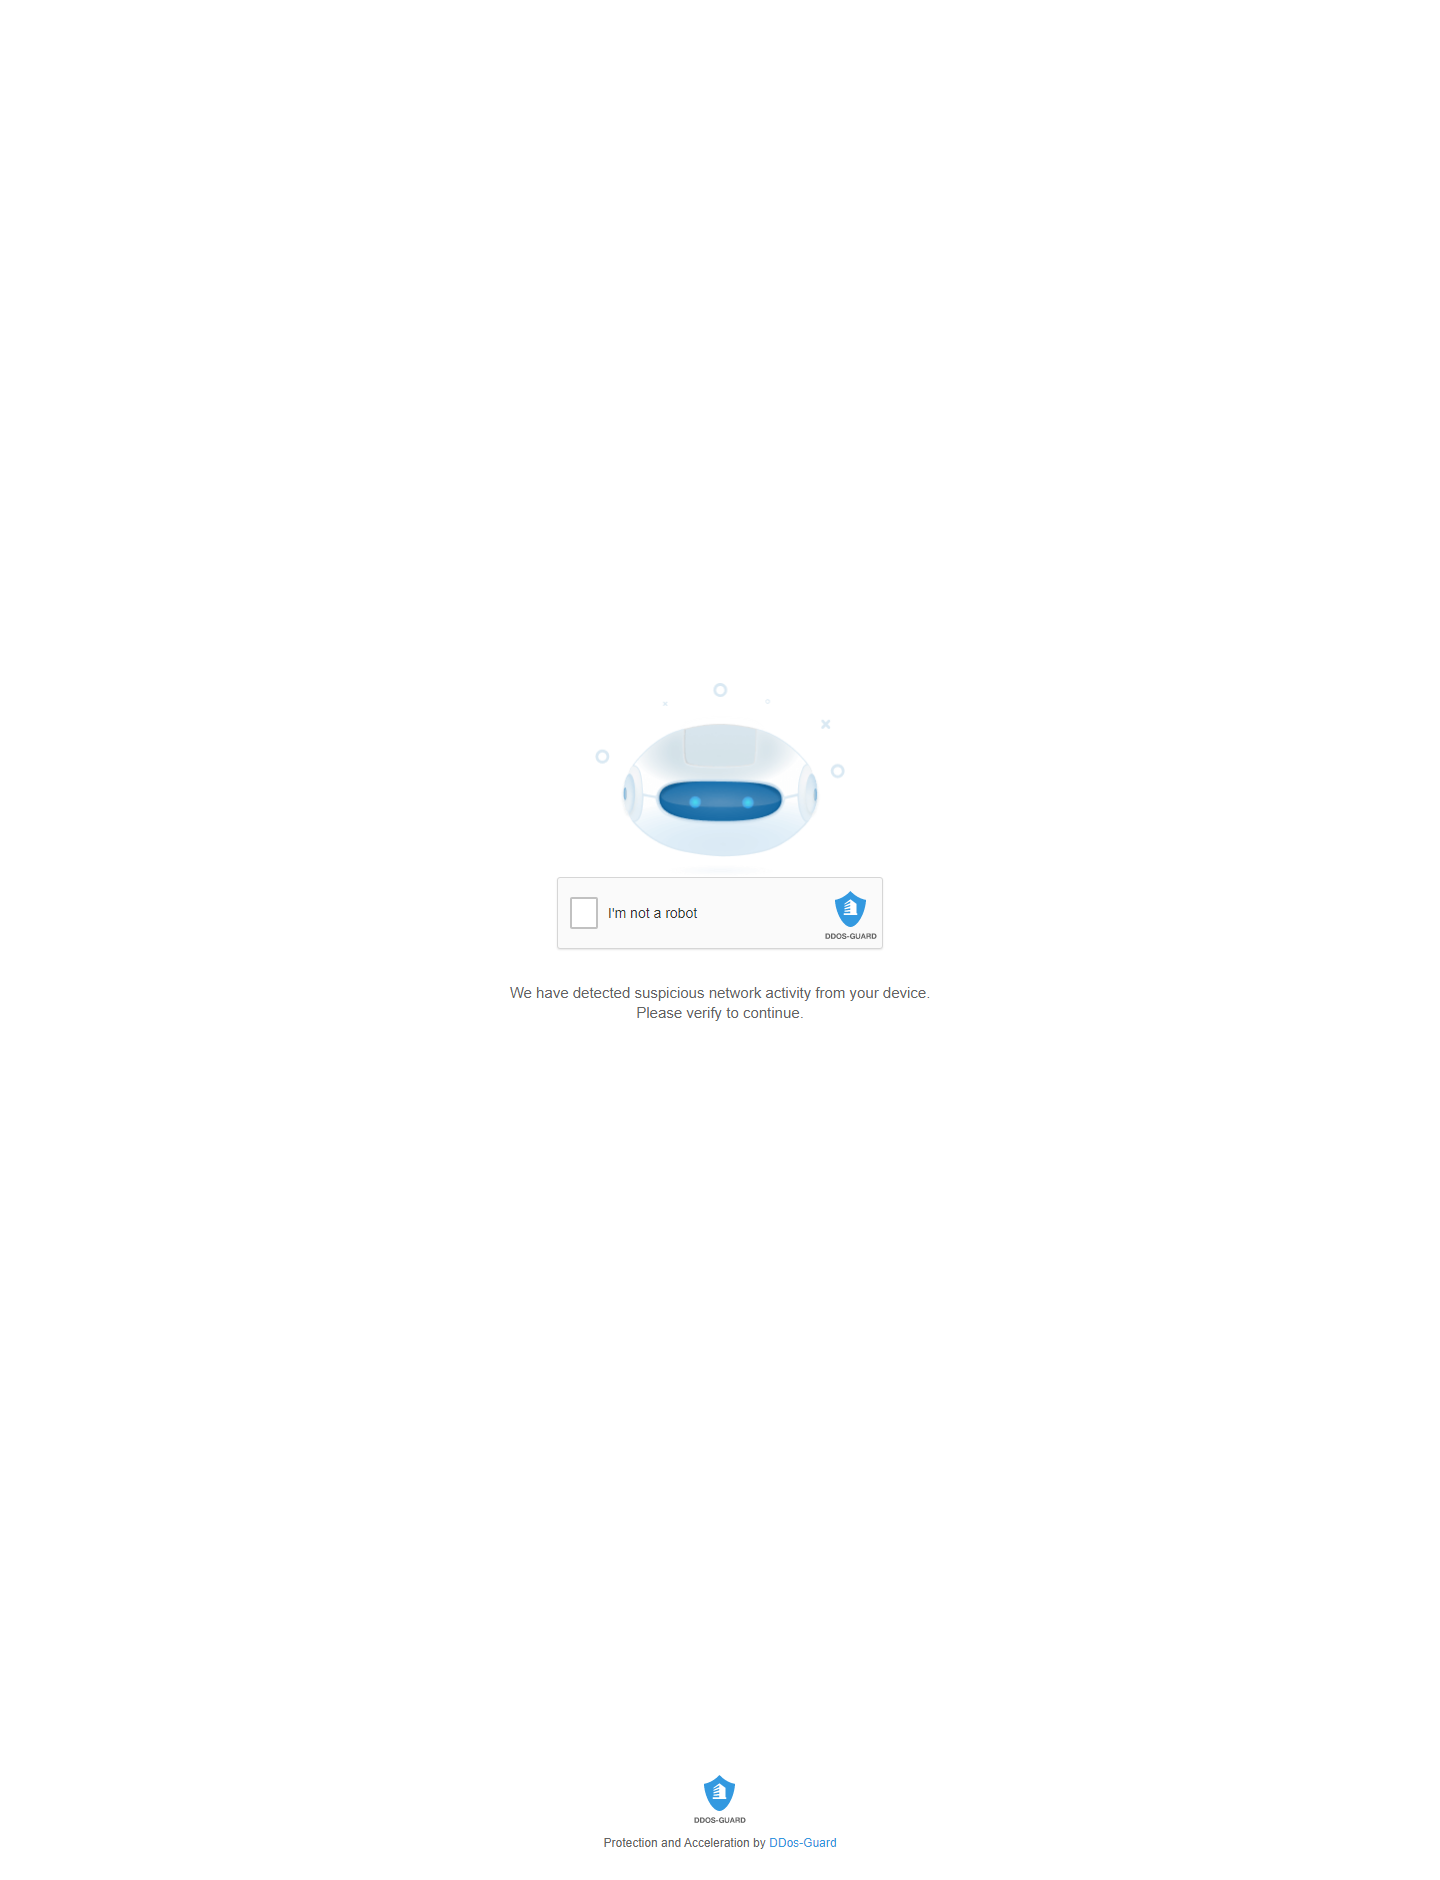 I'm not a robot
DDOS-GUARD
We have detected suspicious network activity from your device.
Please verify to continue.
DDOS-GUARD
Protection and Acceleration by DDos-Guard